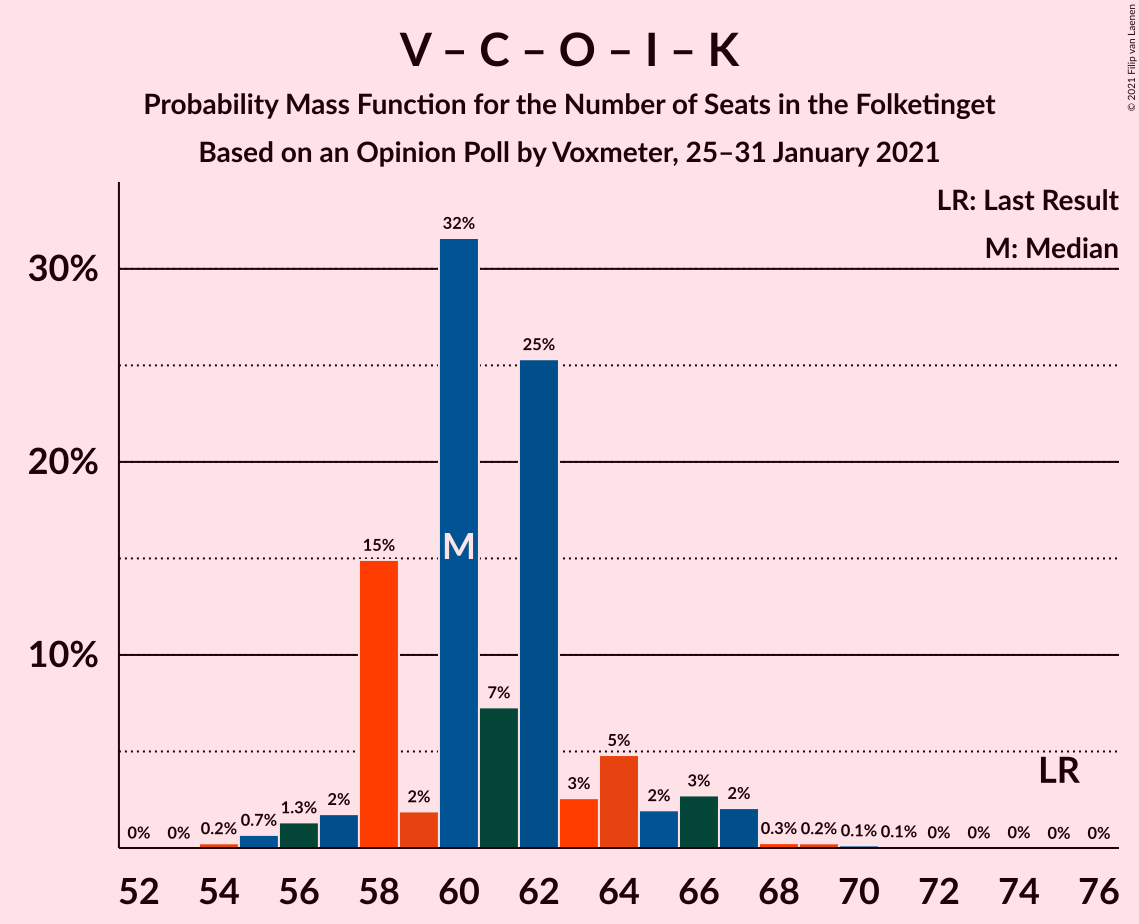 V – C – O – I – K
Probability Mass Function for the Number of Seats in the Folketinget
Based on an Opinion Poll by Voxmeter, 25–31 January 2021
© 2021 Filip van Laenen
LR: Last Result
M: Median
30%
20%
10%
0% 0% 0.2% 0.7% 1.3% 2% 15% 2% 32% 7% 25% 3% 5% 2% 3% 2% 0.3% 0.2% 0.1% 0.1% 0% 0% 0% 0% 0%
M
LR
52 54 56 58 60 62 64 66 68 70 72 74 76